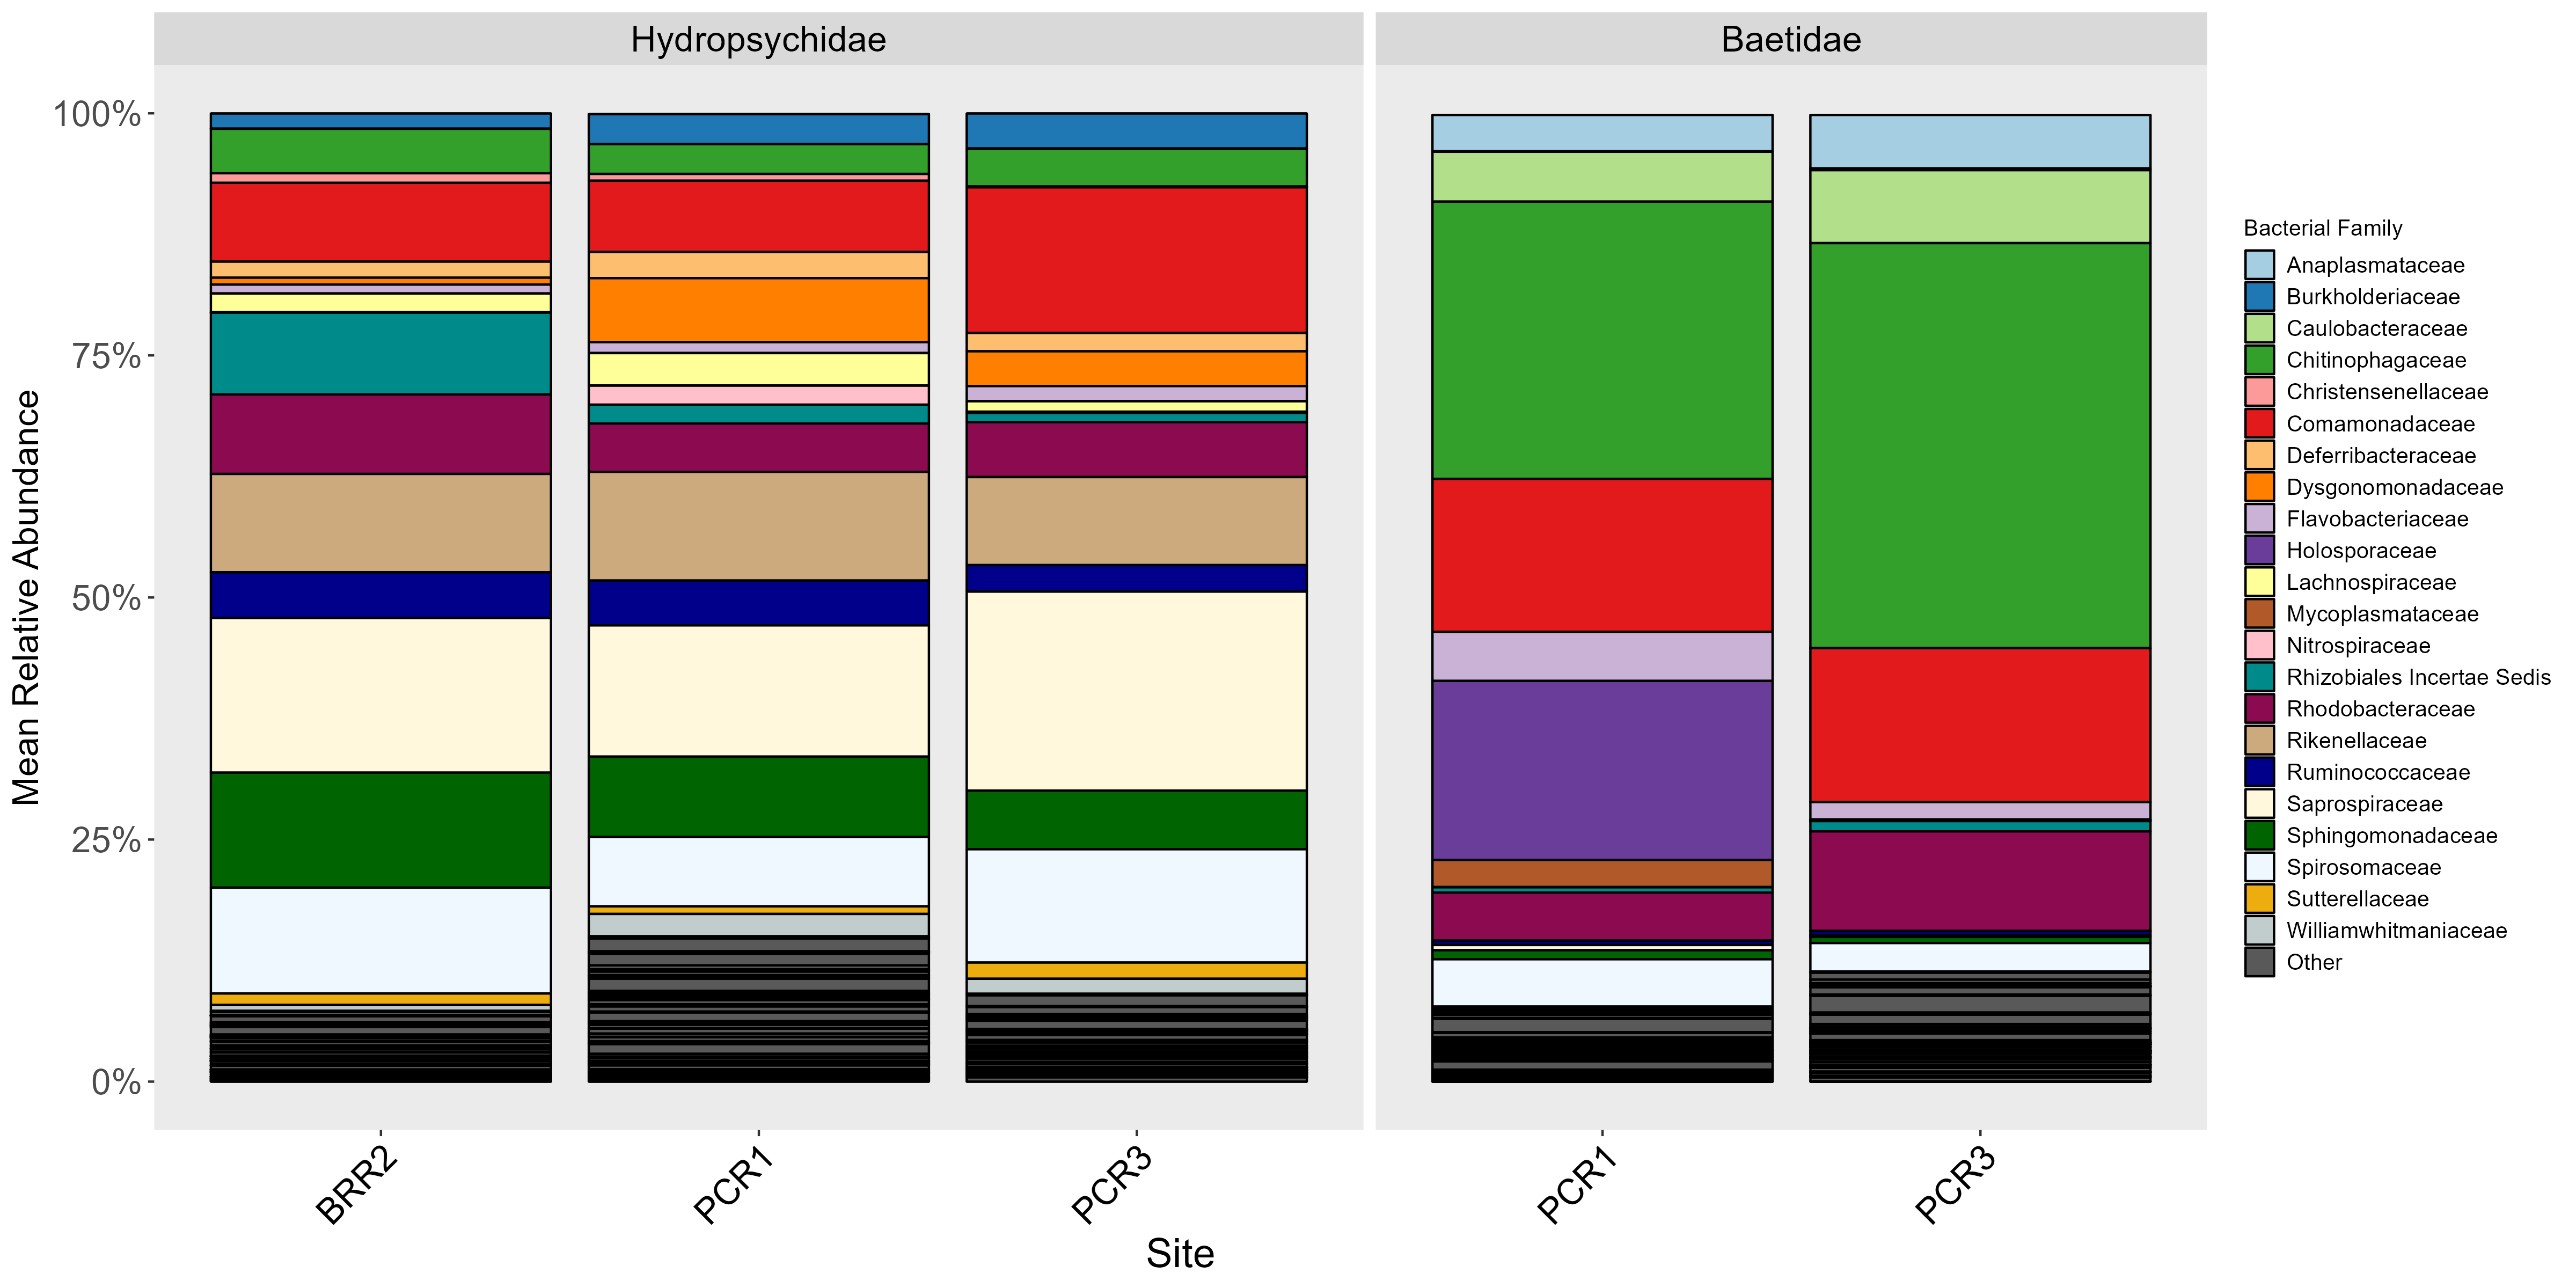 Hydropsychidae
Baetidae
100%
75%
50%
25%
0%
Mean Relative Abundance
BRR2
PCR1
PCR3
PCR1
PCR3
Site
Bacterial Family
Anaplasmataceae
Burkholderiaceae
Caulobacteraceae
Chitinophagaceae
Christensenellaceae
Comamonadaceae
Deferribacteraceae
Dysgonomonadaceae
Flavobacteriaceae
Holosporaceae
Lachnospiraceae
Mycoplasmataceae
Nitrospiraceae
Rhizobiales Incertae Sedis
Rhodobacteraceae
Rikenellaceae
Ruminococcaceae
Saprospiraceae
Sphingomonadaceae
Spirosomaceae
Sutterellaceae
Williamwhitmaniaceae
Other